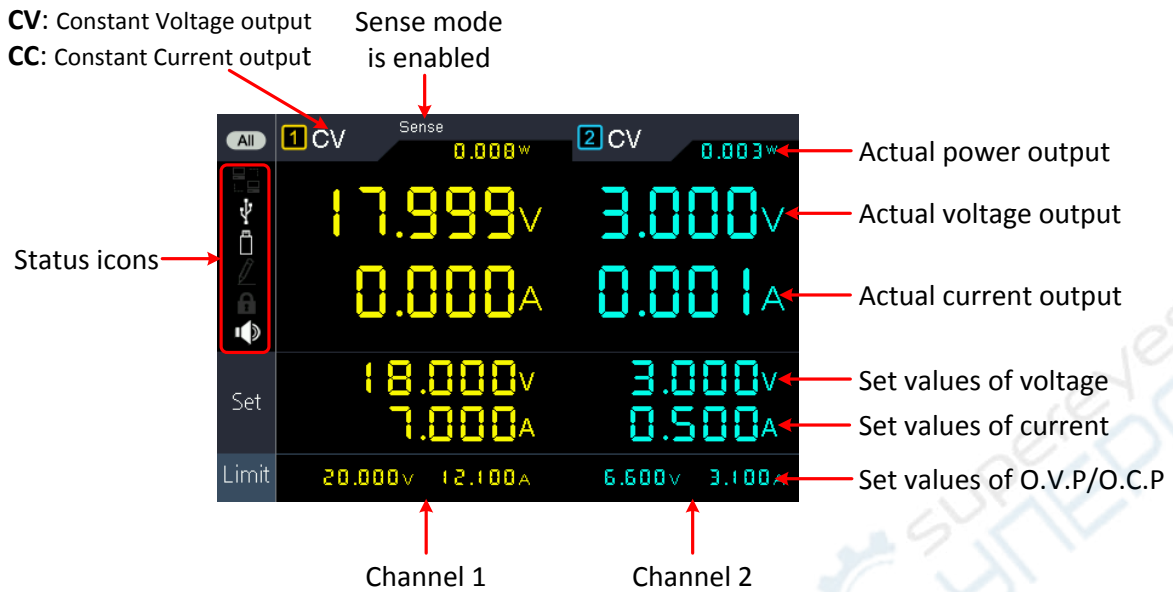 CV: Constant Voltage output
CC: Constant Current output
Sense mode
is enabled
All
1 CV
Sense
0.008W
2 CV
0.003W
Actual power output
17.999V
3.000V
Actual voltage output
Status icons
0.000A
0.001A
Actual current output
Set
18.000V
3.000V
Set values of voltage
7.000A
0.500A
Set values of current
Limit
20.000V 12.100A
6.600V 3.100A
Set values of O.V.P/O.C.P
Channel 1
Channel 2